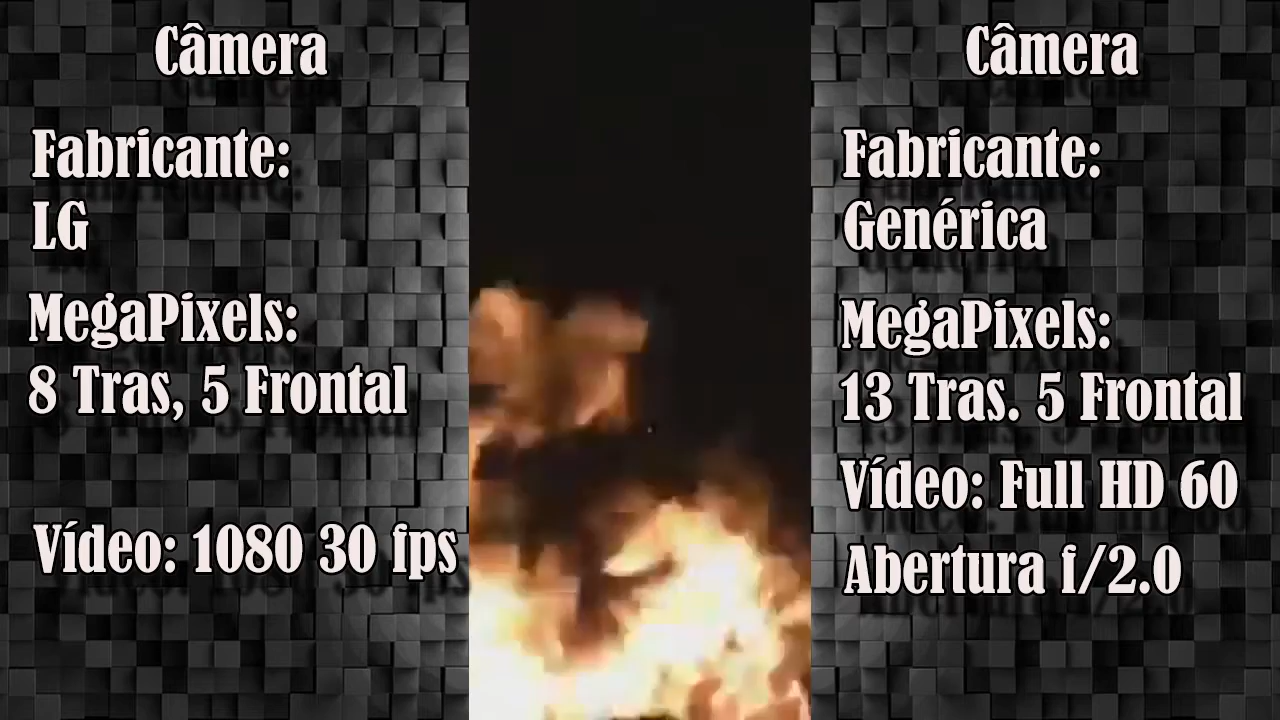 Câmera
Fabricante:
LG
MegaPixels:
8 Tras, 5 Frontal
Vídeo: 1080 30 fps
Câmera
Fabricante:
Genérica
MegaPixels:
13 Tras. 5 Frontal
Vídeo: Full HD 60
Abertura f/2.0